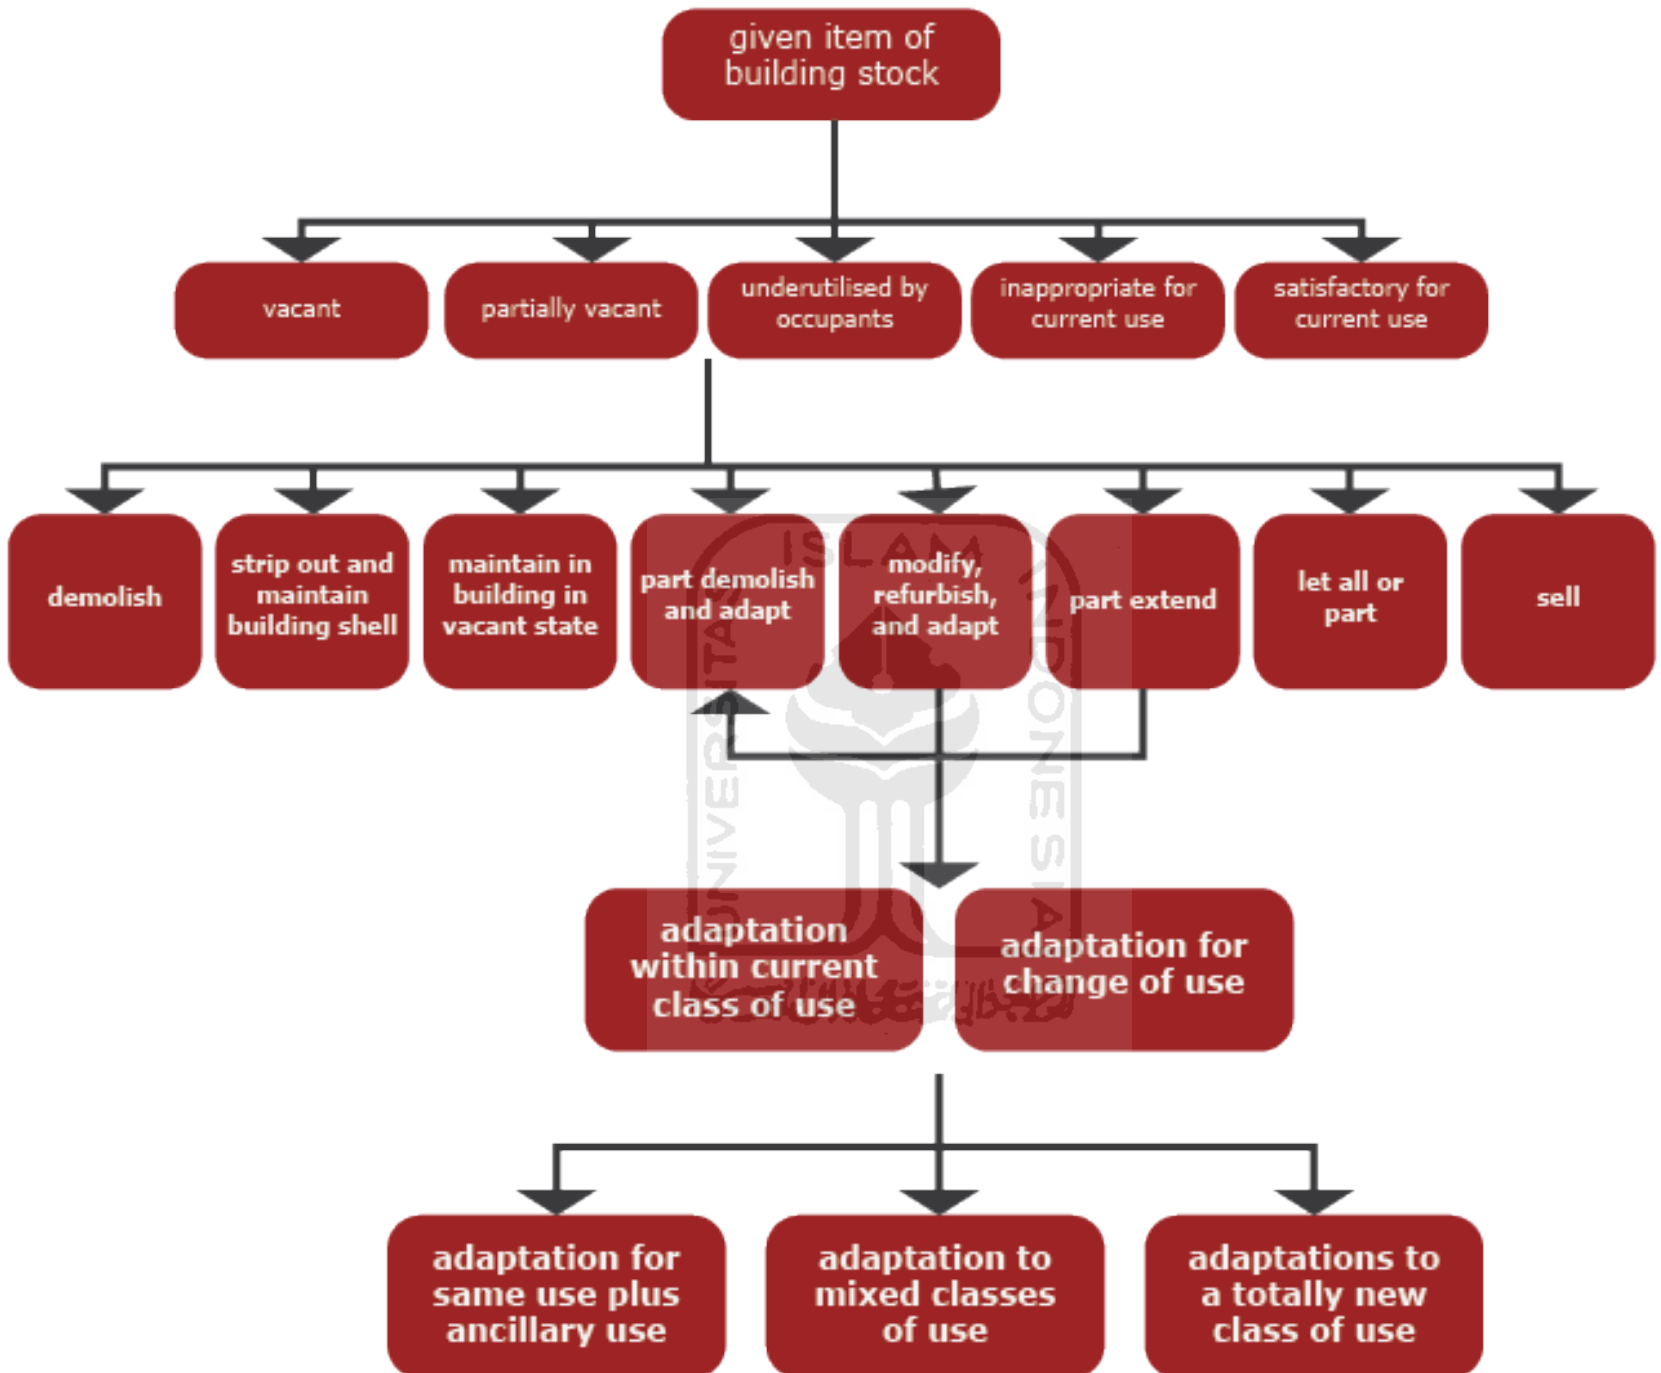 given item of
building stock
vacant
partially vacant
underutilised by
occupants
inappropriate for
current use
satisfactory for
current use
demolish
strip out and
maintain
building shell
maintain in
building in
vacant state
part demolish
and adapt
modify,
refurbish,
and adapt
part extend
let all or
part
sell
ISLAM
UNIVERSITAS
INDONESIA
adaptation
within current
class of use
adaptation for
change of use
adaptation for
same use plus
ancillary use
adaptation to
mixed classes
of use
adaptations to
a totally new
class of use